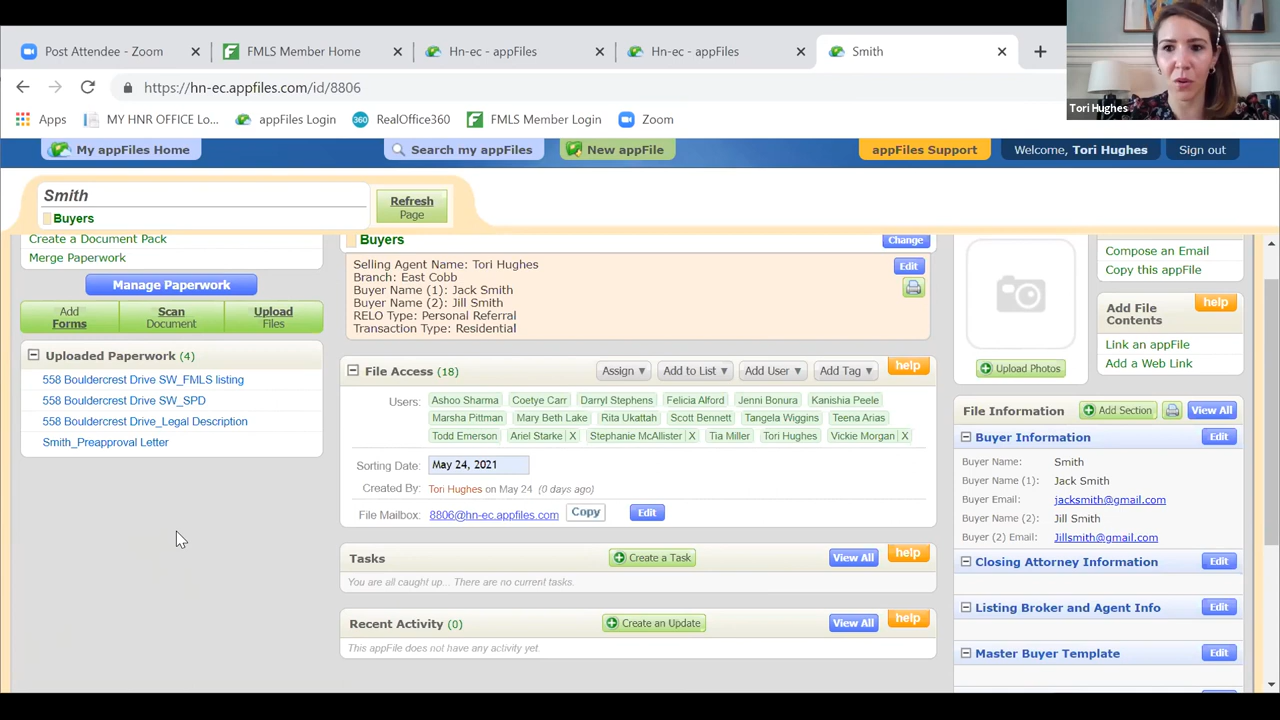 Post Attendee - Zoom
FMLS Member Home
Hn-ec - appFiles
Hn-ec - appFiles
Smith
https://hn-ec.appfiles.com/id/8806
Tori Hughes
Apps
MY HNR OFFICE Lo...
appFiles Login
RealOffice360
FMLS Member Login
Zoom
My appFiles Home
Search my appFiles
New appFile
appFiles Support
Welcome, Tori Hughes
Sign out
Smith
Buyers
Refresh
Page
Create a Document Pack
Merge Paperwork
Manage Paperwork
Add
Forms
Scan
Document
Upload
Files
Uploaded Paperwork (4)
558 Bouldercrest Drive SW_FMLS listing
558 Bouldercrest Drive SW_SPD
558 Bouldercrest Drive_Legal Description
Smith_Preapproval Letter
Buyers
Change
Selling Agent Name: Tori Hughes
Branch: East Cobb
Buyer Name (1): Jack Smith
Buyer Name (2): Jill Smith
RELO Type: Personal Referral
Transaction Type: Residential
Edit
File Access (18)
Assign
Add to List
Add User
Add Tag
help
Users:
Ashoo Sharma
Coetye Carr
Darryl Stephens
Felicia Alford
Jenni Bonura
Kanishia Peele
Marsha Pittman
Mary Beth Lake
Rita Ukattah
Scott Bennett
Tangela Wiggins
Teena Arias
Todd Emerson
Ariel Starke X
Stephanie McAllister X
Tia Miller
Tori Hughes
Vickie Morgan X
Sorting Date: May 24, 2021
Created By: Tori Hughes on May 24 (0 days ago)
File Mailbox: 8806@hn-ec.appfiles.com
Copy
Edit
Tasks
Create a Task
View All
help
You are all caught up... There are no current tasks.
Recent Activity (0)
Create an Update
View All
help
This appFile does not have any activity yet
Upload Photos
Compose an Email
Copy this appFile
Add File
Contents
help
Link an appFile
Add a Web Link
File Information
Add Section
View All
Buyer Information
Edit
Buyer Name: Smith
Buyer Name (1): Jack Smith
Buyer Email: jacksmith@gmail.com
Buyer Name (2): Jill Smith
Buyer (2) Email: Jillsmith@gmail.com
Closing Attorney Information
Edit
Listing Broker and Agent Info
Edit
Master Buyer Template
Edit